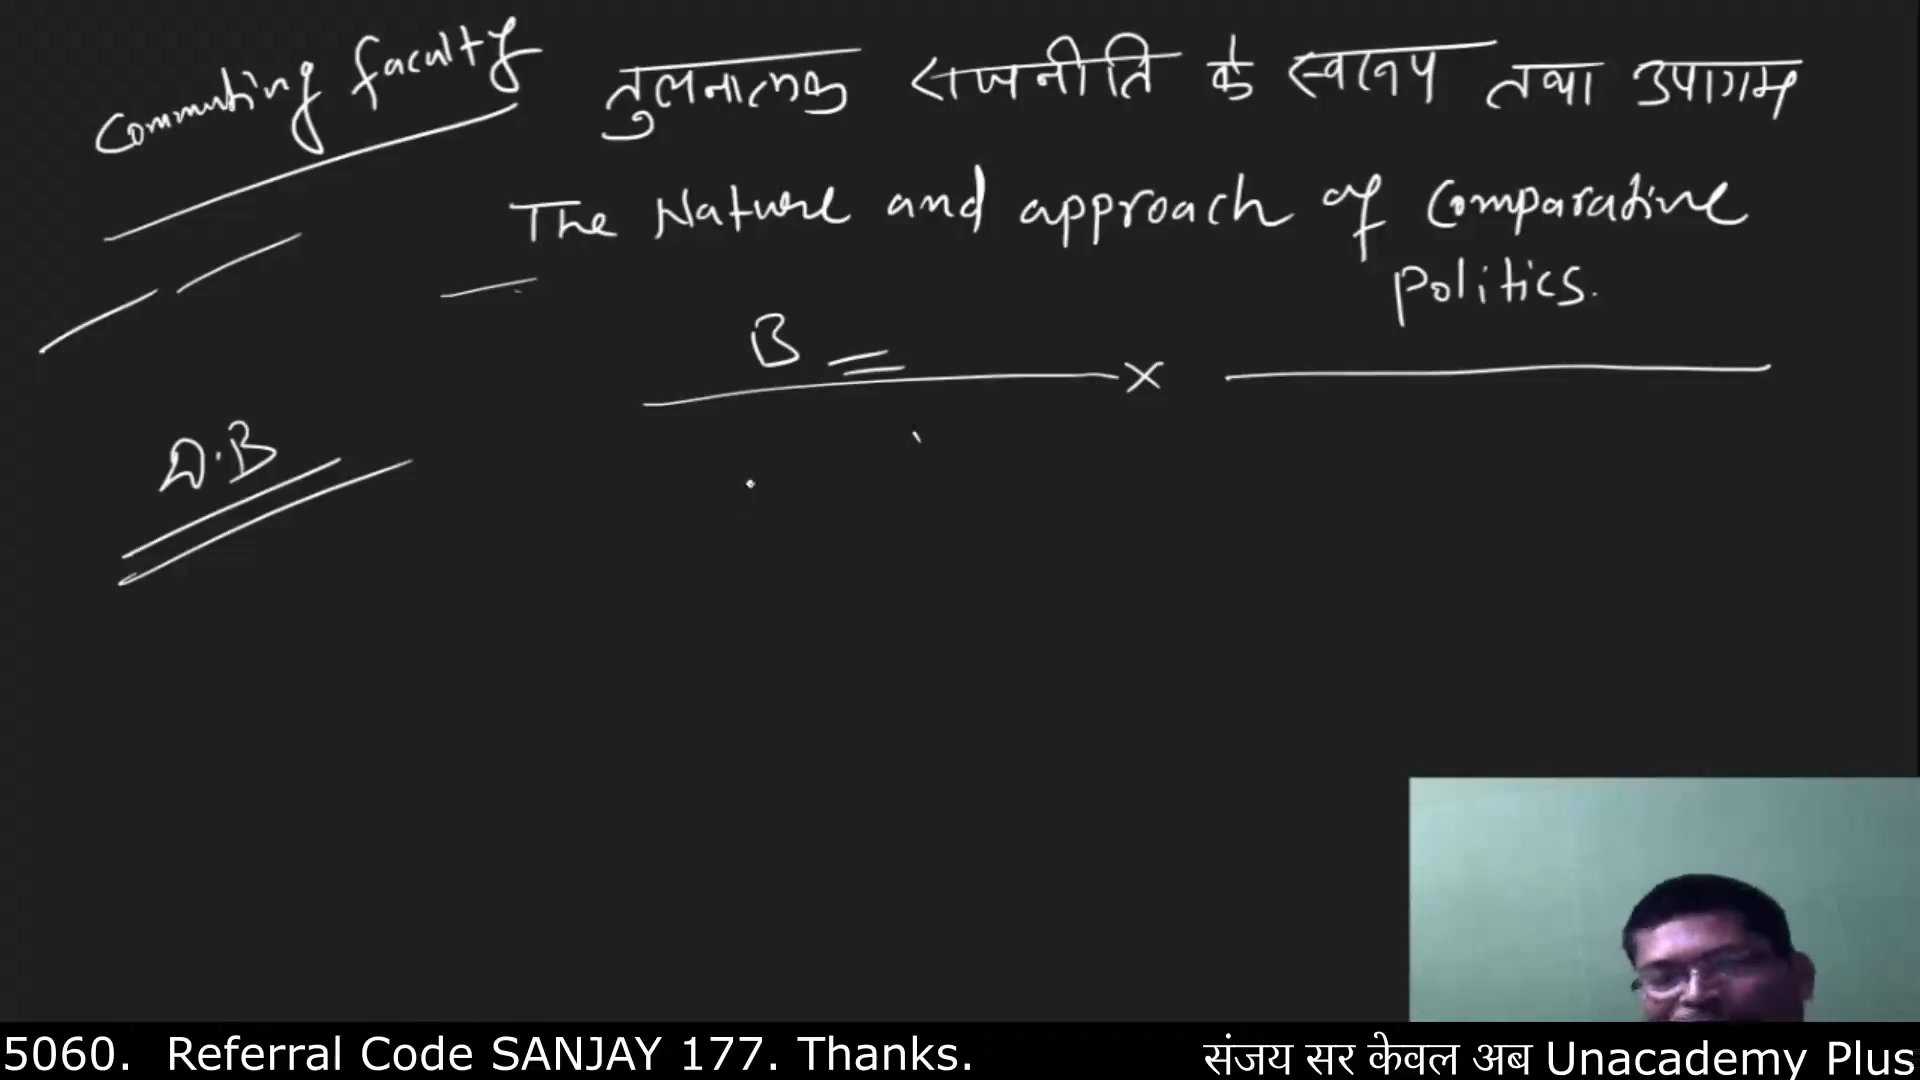 Commuting faculty
तुलनात्मक राजनीति के स्वरूप तथा उपागम
The Nature and approach of Comparative
politics.
B
×
D.B
5060. Referral Code SANJAY 177. Thanks.
संजय सर केवल अब Unacademy Plus